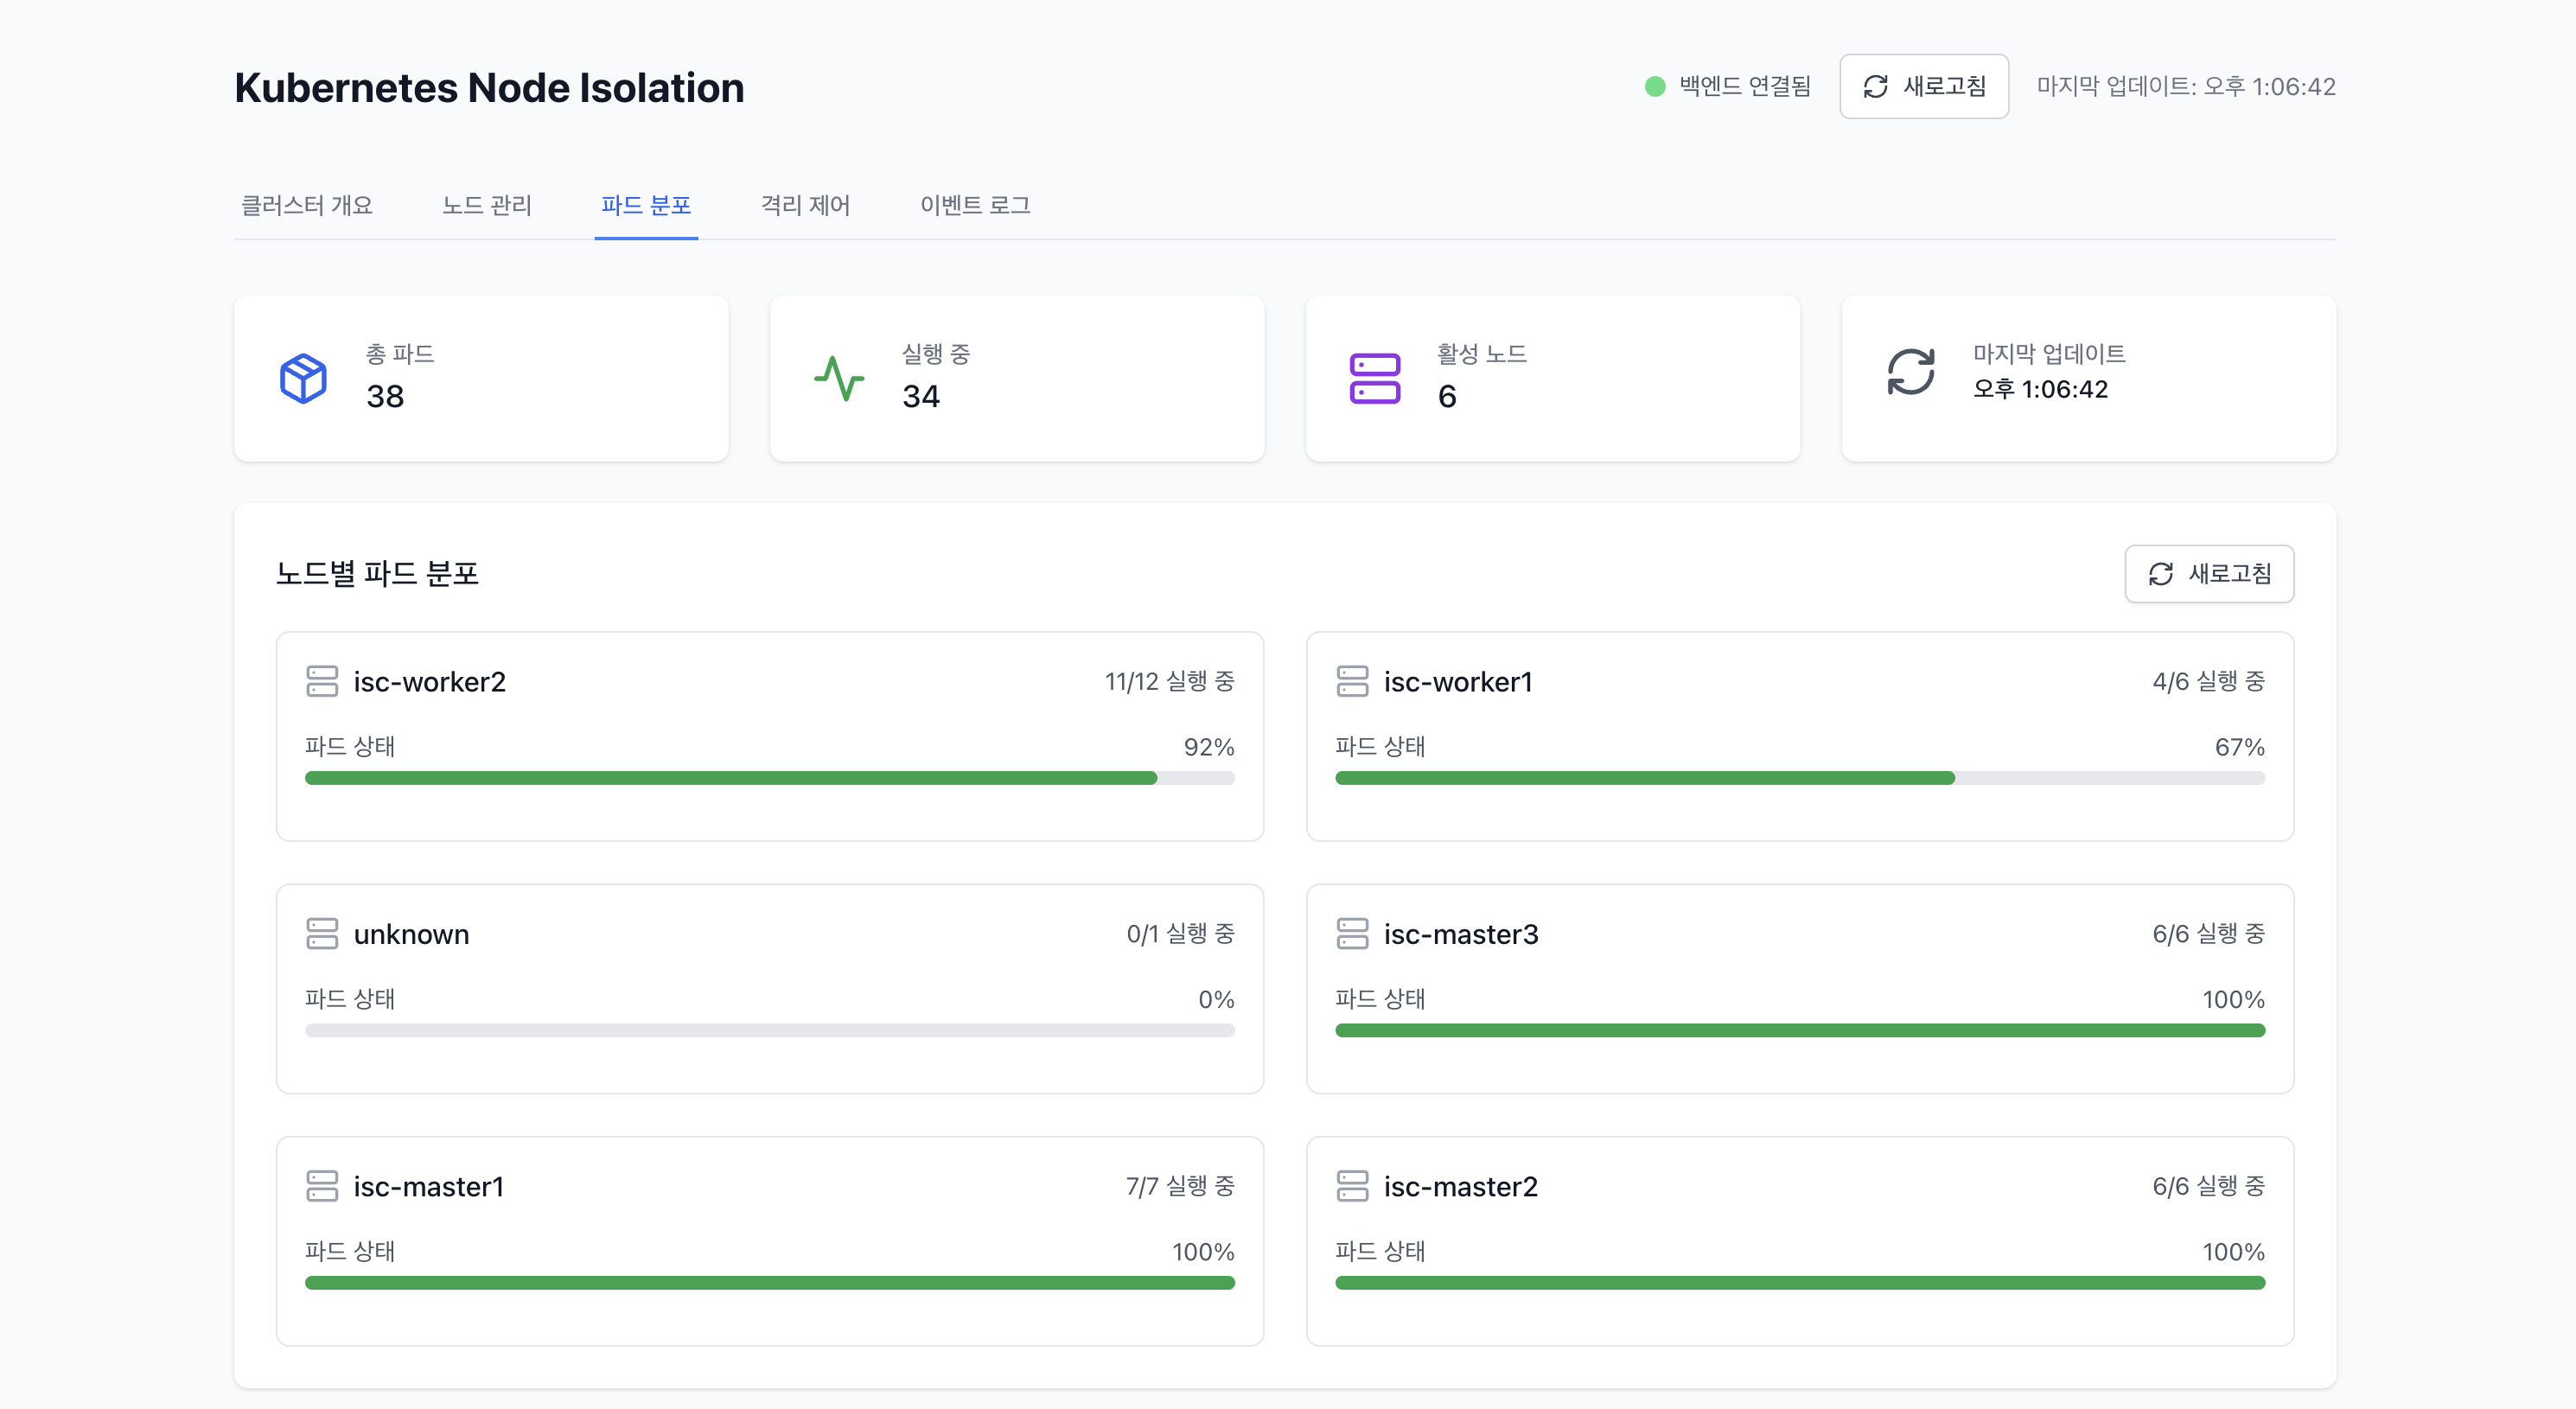 Kubernetes Node Isolation
백엔드 연결됨
새로고침
마지막 업데이트: 오후 1:06:42
클러스터 개요
노드 관리
파드 분포
격리 제어
이벤트 로그
총 파드
38
실행 중
34
활성 노드
6
마지막 업데이트
오후 1:06:42
노드별 파드 분포
새로고침
isc-worker2
11/12 실행 중
파드 상태
92%
isc-worker1
4/6 실행 중
파드 상태
67%
unknown
0/1 실행 중
파드 상태
0%
isc-master3
6/6 실행 중
파드 상태
100%
isc-master1
7/7 실행 중
파드 상태
100%
isc-master2
6/6 실행 중
파드 상태
100%